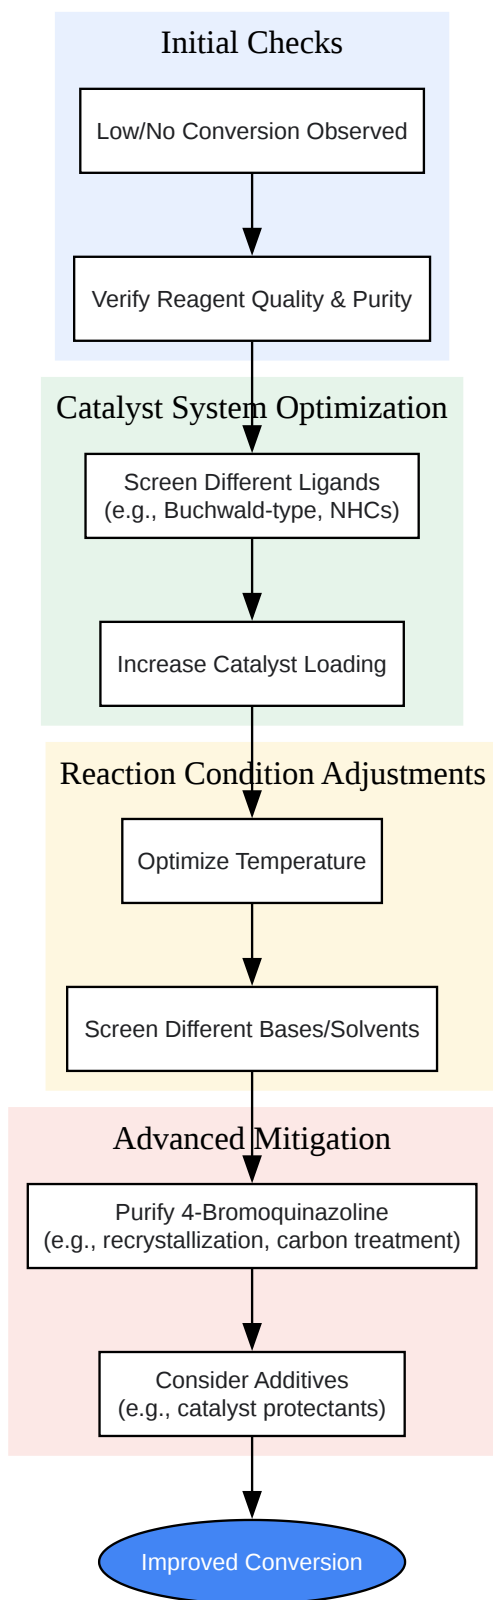 Initial Checks
Low/No Conversion Observed
Verify Reagent Quality & Purity
Catalyst System Optimization
Screen Different Ligands
(e.g., Buchwald-type, NHCs)
Increase Catalyst Loading
Reaction Condition Adjustments
Optimize Temperature
Screen Different Bases/Solvents
Advanced Mitigation
Purify 4-Bromoquinazoline
(e.g., recrystallization, carbon treatment)
Consider Additives
(e.g., catalyst protectants)
Improved Conversion